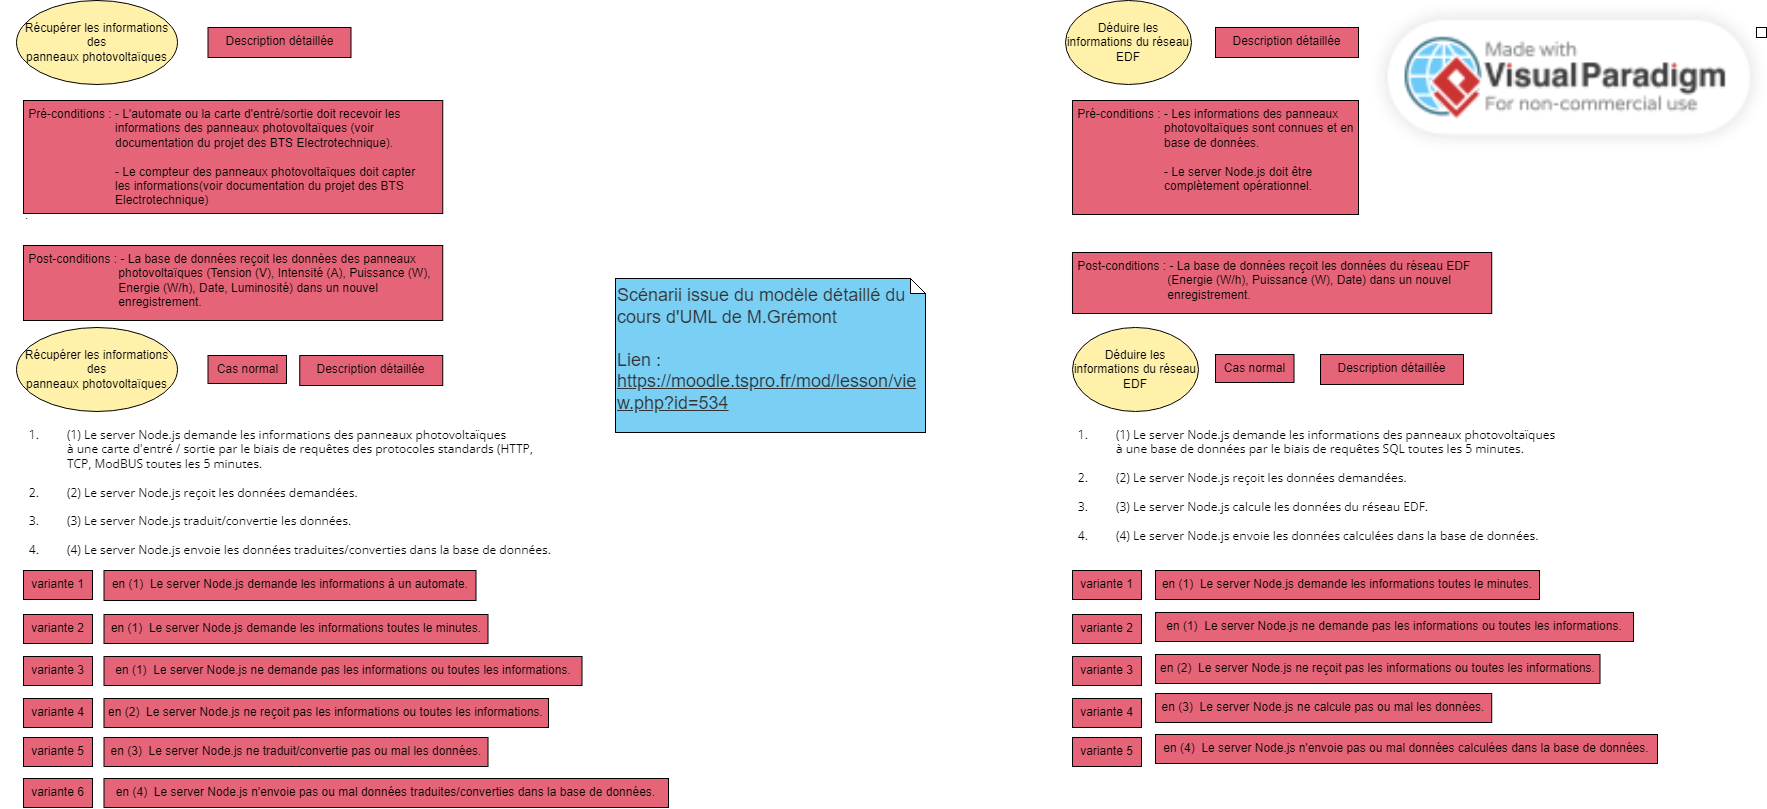 Récupérer les informations
des
panneaux photovoltaïques
Description détaillée
Pré-conditions : - L'automate ou la carte d'entré/sortie doit recevoir les
informations des panneaux photovoltaïques (voir
documentation du projet des BTS Electrotechnique).
- Le compteur des panneaux photovoltaïques doit capter
les informations(voir documentation du projet des BTS
Electrotechnique)
.
Post-conditions : - La base de données reçoit les données des panneaux
photovoltaïques (Tension (V), Intensité (A), Puissance (W),
Energie (W/h), Date, Luminosité) dans un nouvel
enregistrement.
Récupérer les informations
des
panneaux photovoltaïques
Cas normal
Description détaillée
1. (1) Le server Node.js demande les informations des panneaux photovoltaïques
à une carte d'entré / sortie par le biais de requêtes des protocoles standards (HTTP,
TCP, ModBUS toutes les 5 minutes.
2. (2) Le server Node.js reçoit les données demandées.
3. (3) Le server Node.js traduit/convertie les données.
4. (4) Le server Node.js envoie les données traduites/converties dans la base de données.
variante 1 en (1) Le server Node.js demande les informations à un automate.
variante 2 en (1) Le server Node.js demande les informations toutes le minutes.
variante 3 en (1) Le server Node.js ne demande pas les informations ou toutes les informations.
variante 4 en (2) Le server Node.js ne reçoit pas les informations ou toutes les informations.
variante 5 en (3) Le server Node.js ne traduit/convertie pas ou mal les données.
variante 6 en (4) Le server Node.js n'envoie pas ou mal données traduites/converties dans la base de données.
Scénarii issue du modèle détaillé du
cours d'UML de M.Grémont
Lien :
https://moodle.tspro.fr/mod/lesson/vie
w.php?id=534
Déduire les
informations du réseau
EDF
Description détaillée
Made with
Visual Paradigm
For non-commercial use
Pré-conditions : - Les informations des panneaux
photovoltaïques sont connues et en
base de données.
- Le server Node.js doit être
complètement opérationnel.
Post-conditions : - La base de données reçoit les données du réseau EDF
(Energie (W/h), Puissance (W), Date) dans un nouvel
enregistrement.
Déduire les
informations du réseau
EDF
Cas normal
Description détaillée
1. (1) Le server Node.js demande les informations des panneaux photovoltaïques
à une base de données par le biais de requêtes SQL toutes les 5 minutes.
2. (2) Le server Node.js reçoit les données demandées.
3. (3) Le server Node.js calcule les données du réseau EDF.
4. (4) Le server Node.js envoie les données calculées dans la base de données.
variante 1 en (1) Le server Node.js demande les informations toutes le minutes.
variante 2 en (1) Le server Node.js ne demande pas les informations ou toutes les informations.
variante 3 en (2) Le server Node.js ne reçoit pas les informations ou toutes les informations.
variante 4 en (3) Le server Node.js ne calcule pas ou mal les données.
variante 5 en (4) Le server Node.js n'envoie pas ou mal données calculées dans la base de données.